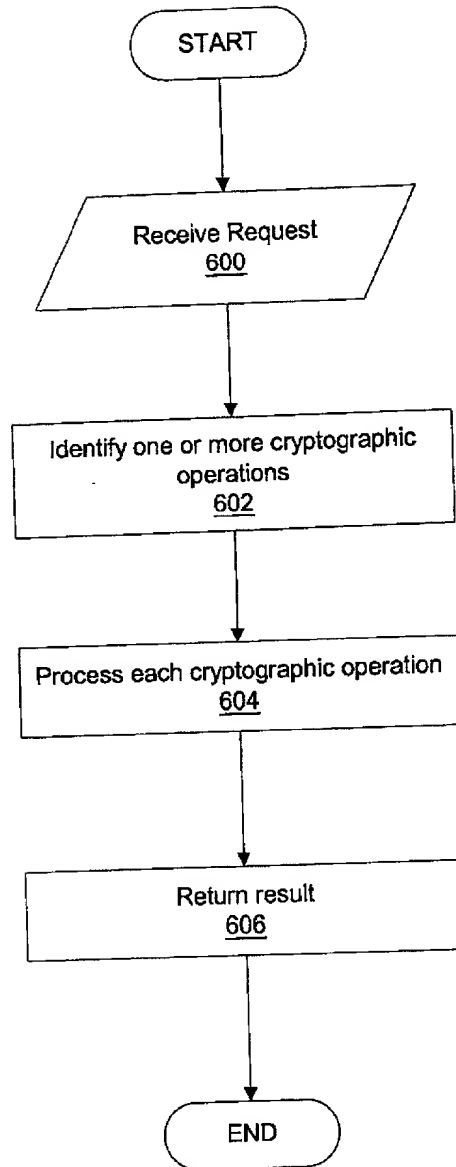 START
Receive Request
600
Identify one or more cryptographic
operations
602
Process each cryptographic operation
604
Return result
606
END